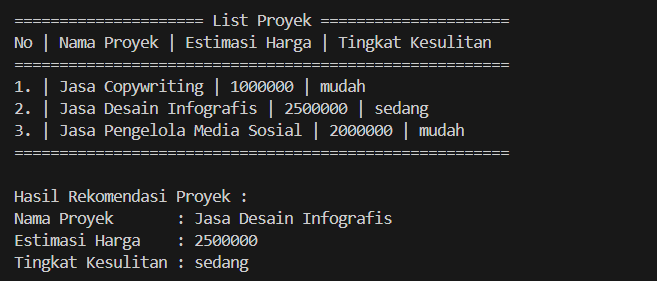 ===================== List Proyek =====================
No | Nama Proyek | Estimasi Harga | Tingkat Kesulitan
=======================================================
1. | Jasa Copywriting | 1000000 | mudah
2. | Jasa Desain Infografis | 2500000 | sedang
3. | Jasa Pengelola Media Sosial | 2000000 | mudah
=======================================================
Hasil Rekomendasi Proyek :
Nama Proyek       : Jasa Desain Infografis
Estimasi Harga    : 2500000
Tingkat Kesulitan : sedang